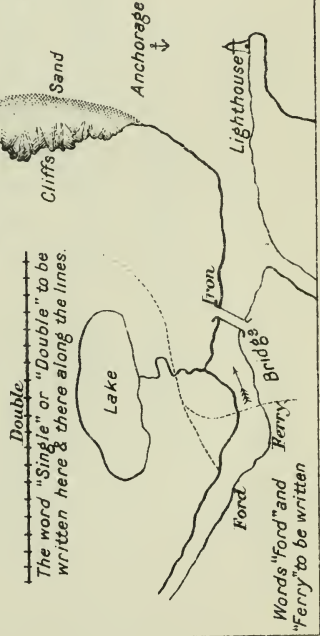 Double
The word "Single" or "Double" to be
written here & there along the lines.
Cliffs
Sand
Anchorage
Lake
Iron
Bridge
Lighthouse
Ford
Ferry
Words "Ford" and
"Ferry" to be written